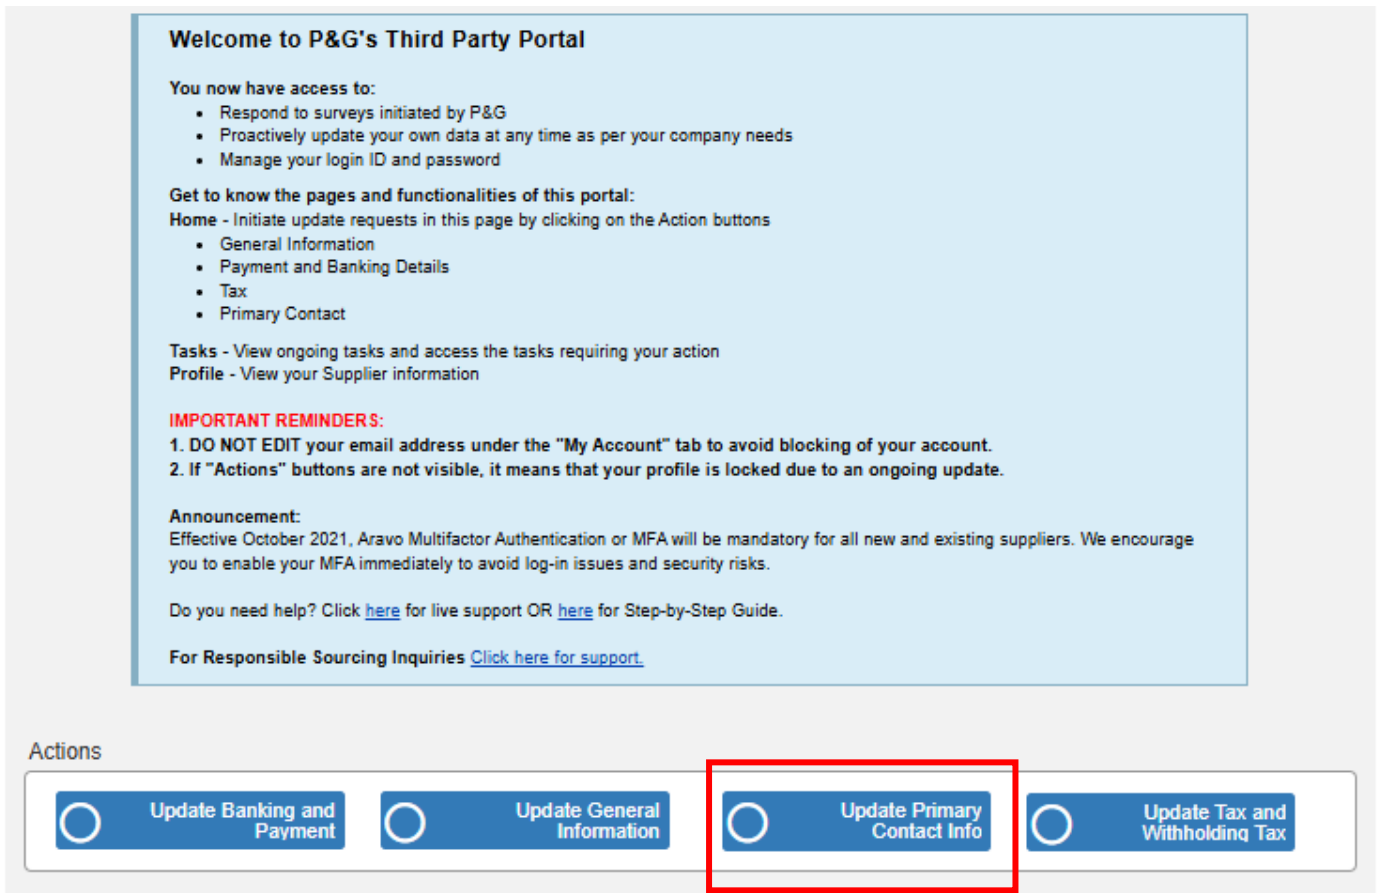 Welcome to P&G's Third Party Portal
You now have access to:
• Respond to surveys initiated by P&G
• Proactively update your own data at any time as per your company needs
• Manage your login ID and password
Get to know the pages and functionalities of this portal:
Home - Initiate update requests in this page by clicking on the Action buttons
• General Information
• Payment and Banking Details
• Tax
• Primary Contact
Tasks - View ongoing tasks and access the tasks requiring your action
Profile - View your Supplier information
IMPORTANT REMINDERS:
1. DO NOT EDIT your email address under the "My Account" tab to avoid blocking of your account.
2. If "Actions" buttons are not visible, it means that your profile is locked due to an ongoing update.
Announcement:
Effective October 2021, Aravo Multifactor Authentication or MFA will be mandatory for all new and existing suppliers. We encourage
you to enable your MFA immediately to avoid log-in issues and security risks.
Do you need help? Click here for live support OR here for Step-by-Step Guide.
For Responsible Sourcing Inquiries Click here for support.
Actions
Update Banking and
Payment
Update General
Information
Update Primary
Contact Info
Update Tax and
Withholding Tax